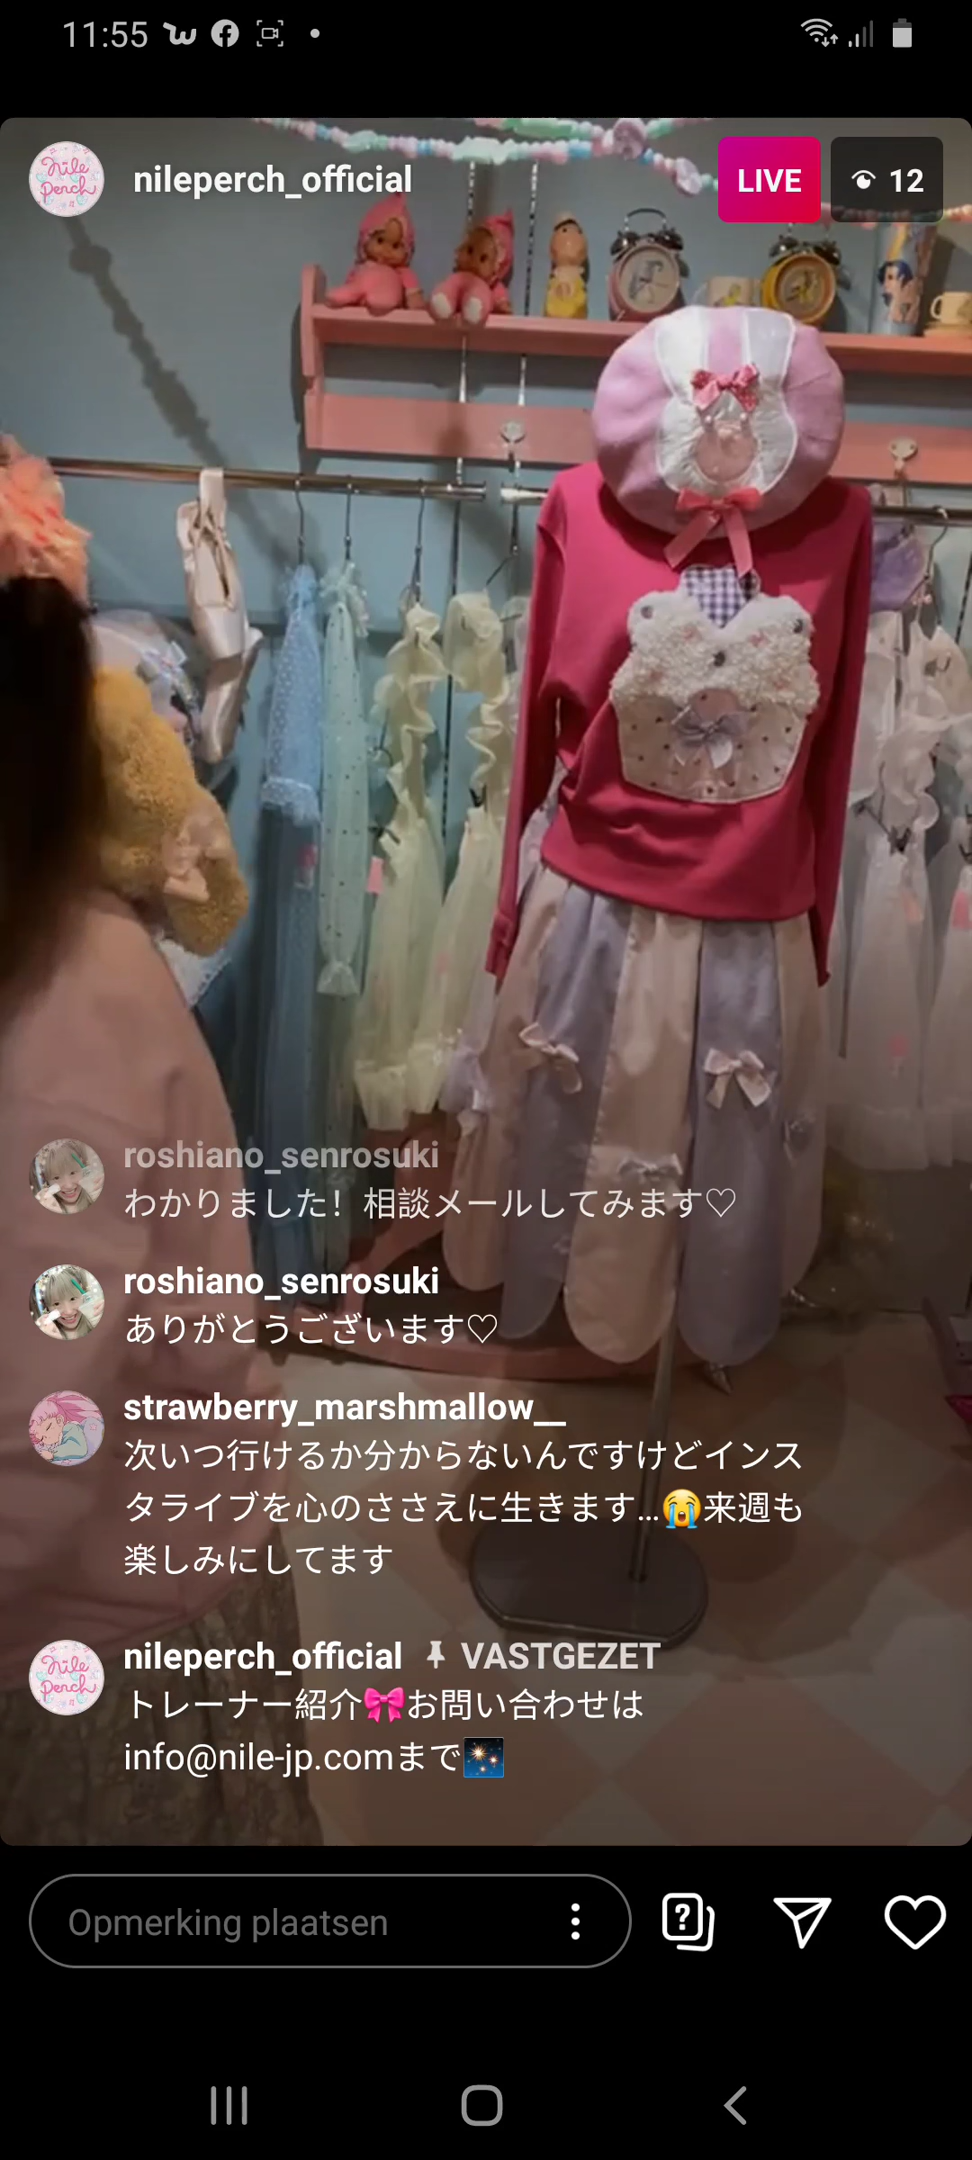 11:55
nile perch
nileperch_official
LIVE
12
roshiano_senrosuki
わかりました！相談メールしてみます♡
roshiano_senrosuki
ありがとうございます♡
strawberry_marshmallow__
次いつ行けるか分からないんですけどインス
タライブを心のささえに生きます...😭来週も
楽しみにしてます
nile perch
nileperch_official VASTGEZET
トレーナー紹介🎀お問い合わせは
info@nile-jp.comまで🎇
Opmerking plaatsen